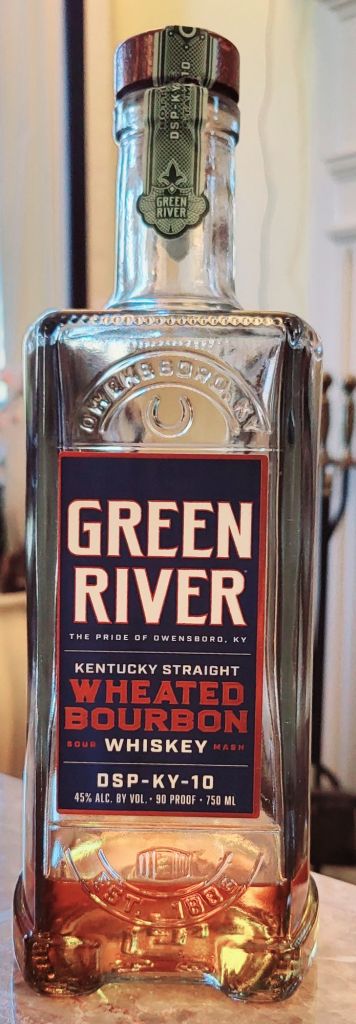 DSP-KY-10
GREEN
RIVER
OWENSBORO, KY
GREEN
RIVER
THE PRIDE OF OWENSBORO, KY
KENTUCKY STRAIGHT
WHEATED
BOURBON
SOUR WHISKEY MASH
DSP-KY-10
45% ALC. BY VOL. • 90 PROOF • 750 ML
EST. 1885